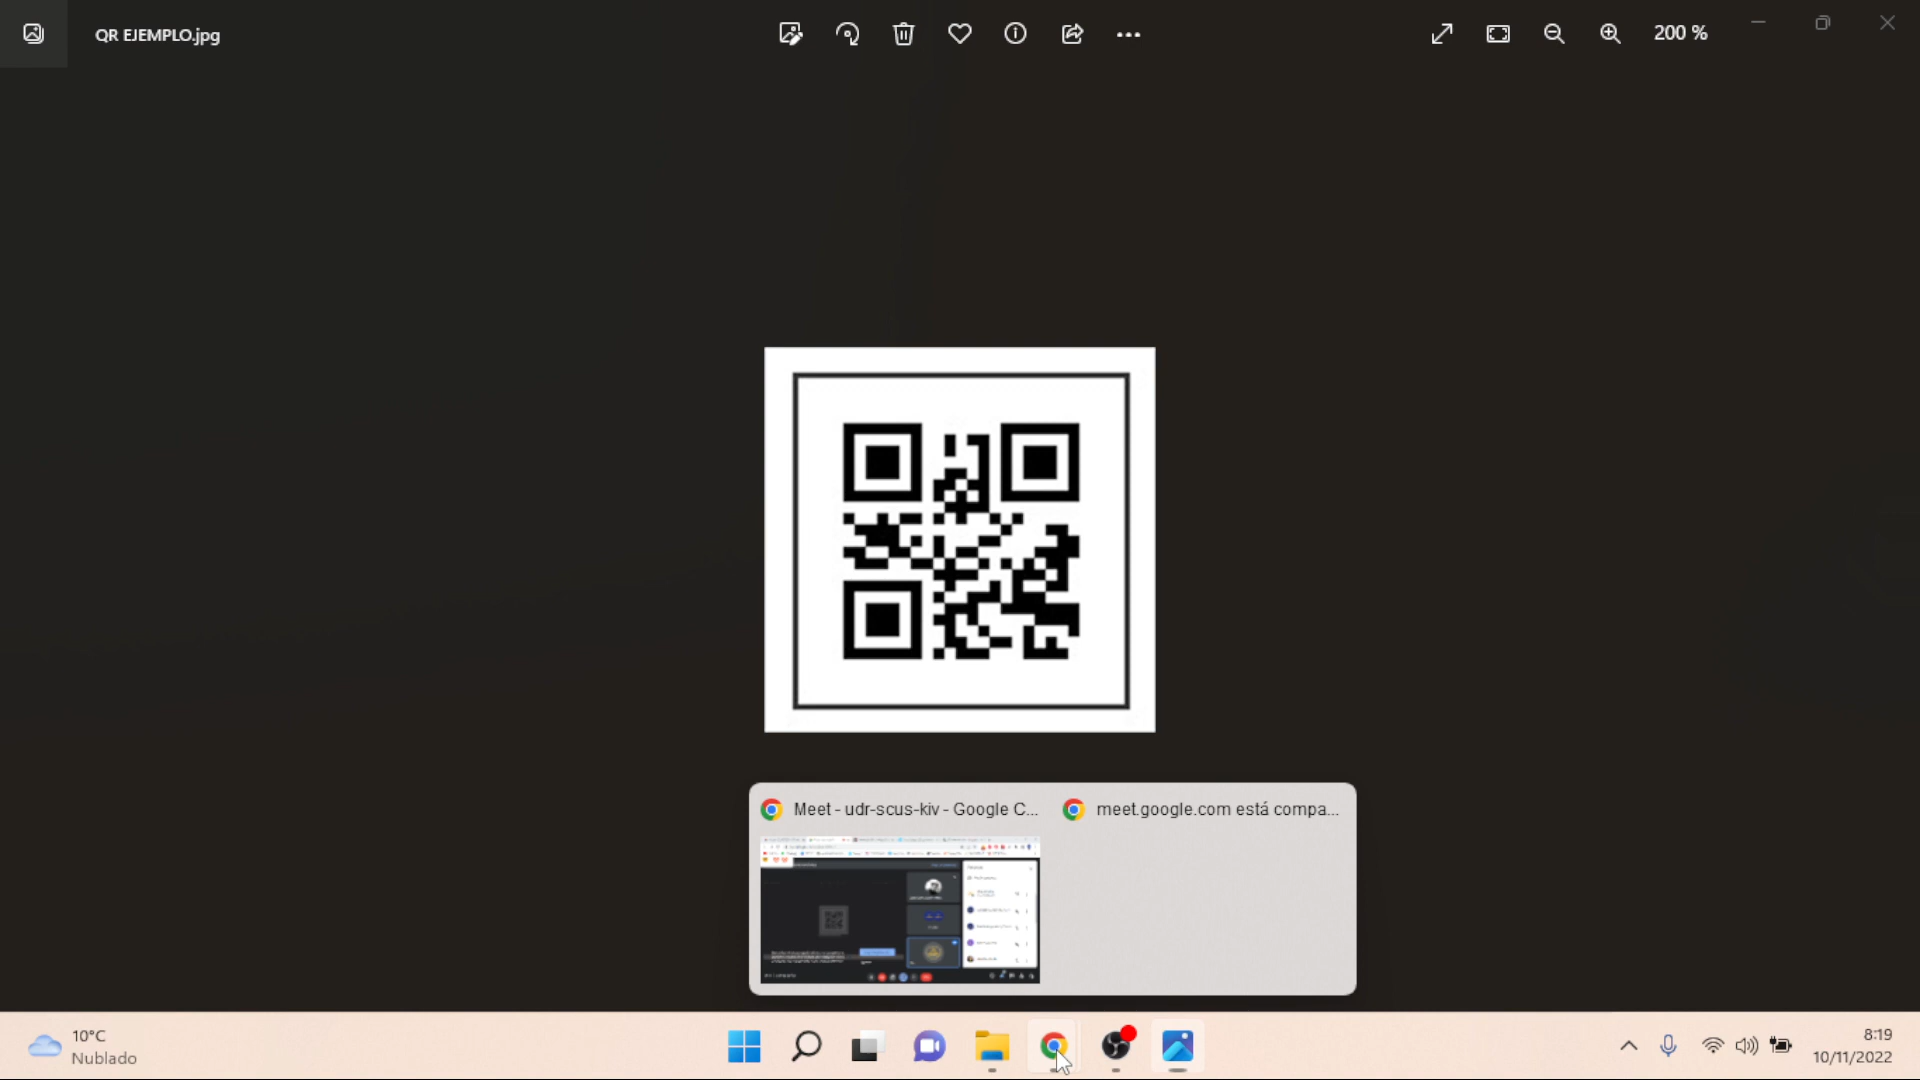 QR EJEMPLO.jpg
200 %
Meet - udr-scus-kiv - Google C...
meet.google.com está compa...
10°C
Nublado
8:19
10/11/2022